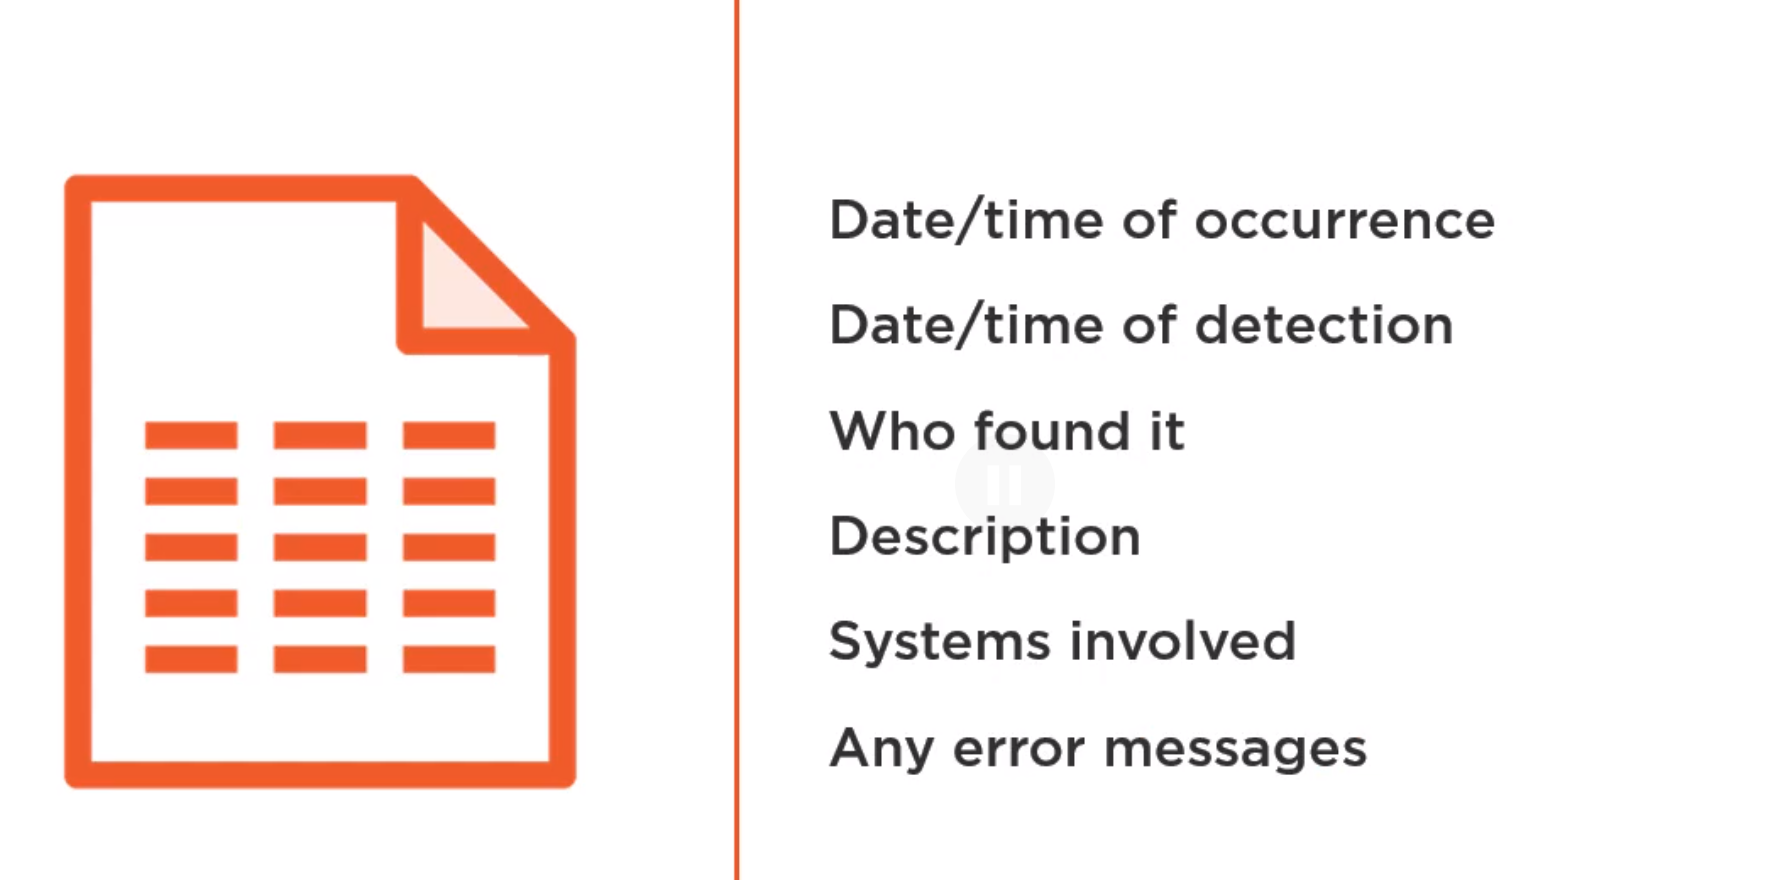 Date/time of occurrence
Date/time of detection
Who found it
Description
Systems involved
Any error messages